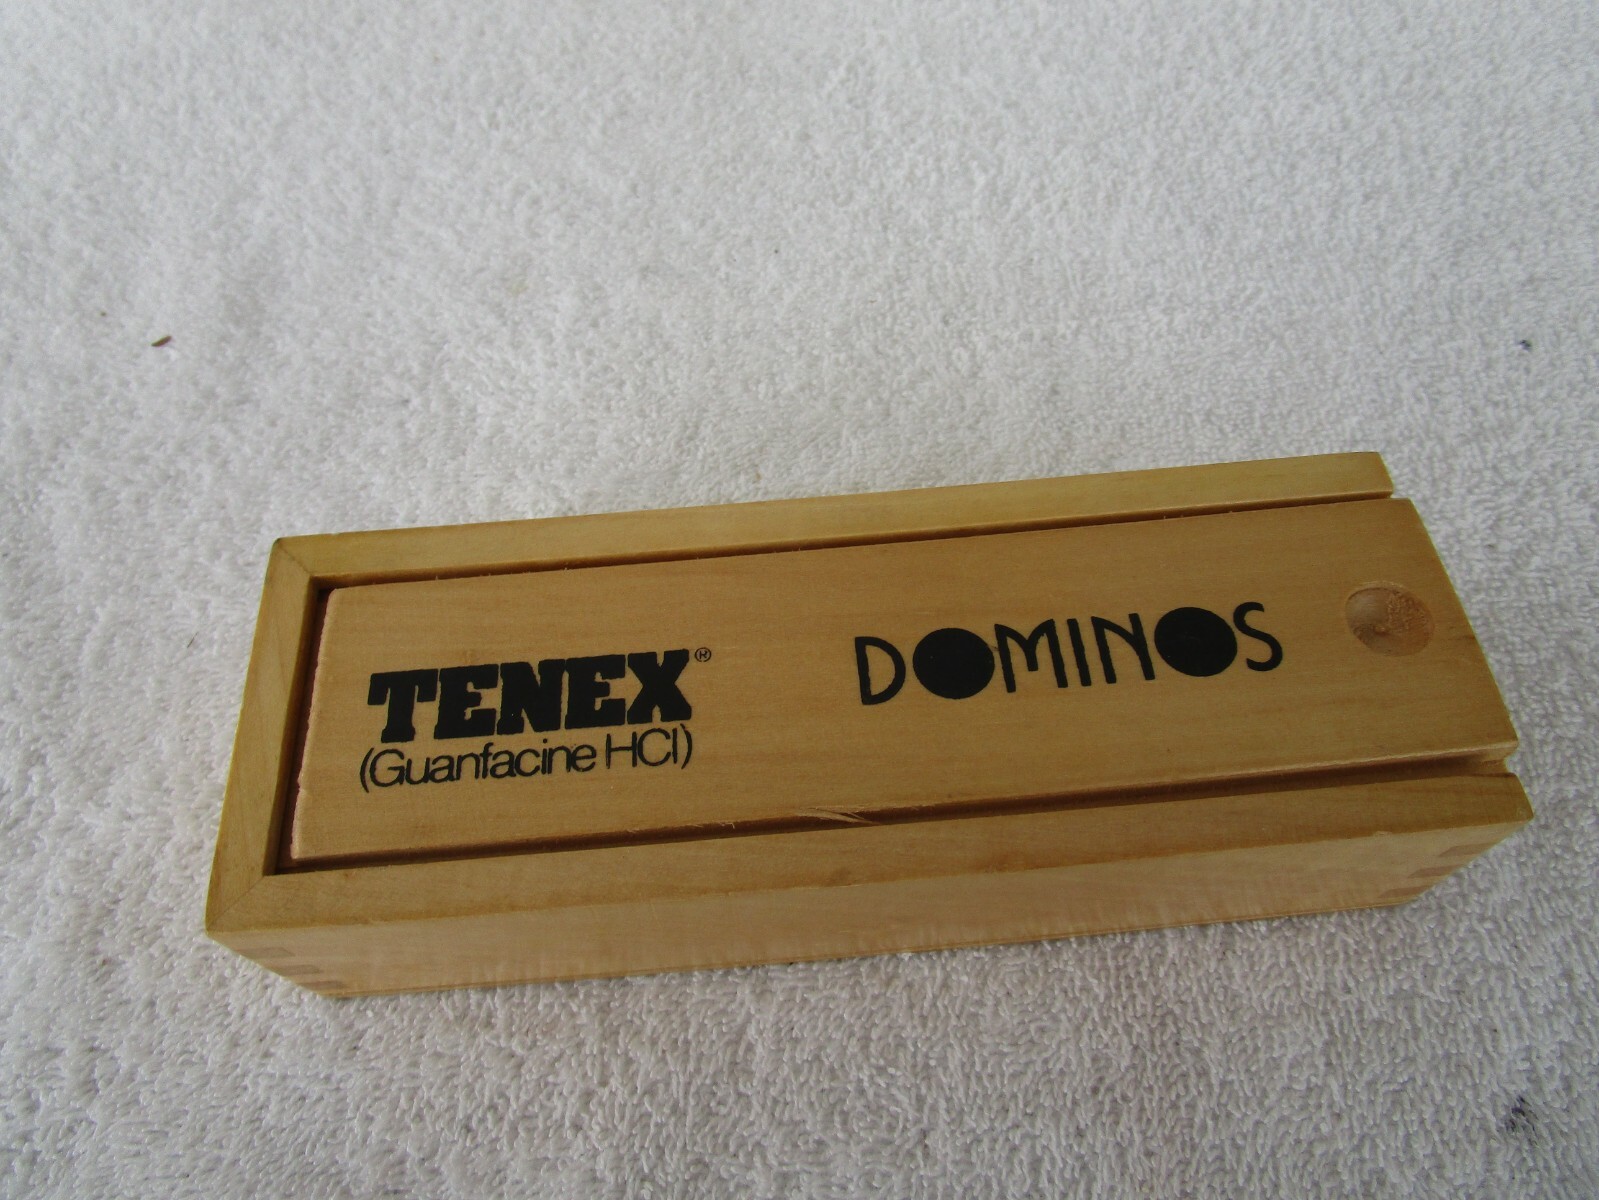 TENEX®
(Guanfacine HCl)
DOMINOS